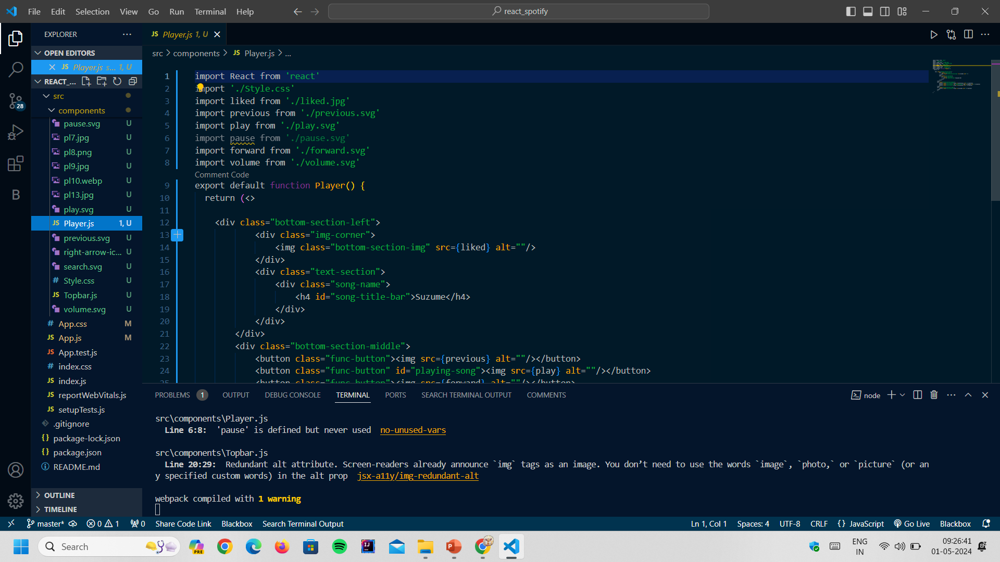 File Edit Selection View Go Run Terminal Help
react_spotify
EXPLORER
OPEN EDITORS
Player.js s... 1, U
REACT_...
src
components
pause.svg U
pl7.jpg U
pl8.png U
pl9.jpg U
pl10.webp U
pl13.jpg U
play.svg U
Player.js 1, U
previous.svg U
right-arrow-ic... U
search.svg U
Style.css U
Topbar.js U
volume.svg U
App.css M
App.js M
App.test.js
index.css
index.js
reportWebVitals.js
setupTests.js
.gitignore
package-lock.json
package.json
README.md
OUTLINE
TIMELINE
28
B
JS Player.js 1, U
src > components > JS Player.js > ...
1 import React from 'react'
2 import './Style.css'
3 import liked from './liked.jpg'
4 import previous from './previous.svg'
5 import play from './play.svg'
6 import pause from './pause.svg'
7 import forward from './forward.svg'
8 import volume from './volume.svg'
Comment Code
9 export default function Player() {
10 return (<>
11
12 <div class="bottom-section-left">
13 <div class="img-corner">
14 <img class="bottom-section-img" src={liked} alt=""/>
15 </div>
16 <div class="text-section">
17 <div class="song-name">
18 <h4 id="song-title-bar">Suzume</h4>
19 </div>
20 </div>
21 </div>
22 <div class="bottom-section-middle">
23 <button class="func-button"><img src={previous} alt=""/></button>
24 <button class="func-button" id="playing-song"><img src={play} alt=""/></button>
25 <button class="func-button"><img src={forward} alt=""/></button>
PROBLEMS 1 OUTPUT DEBUG CONSOLE TERMINAL PORTS SEARCH TERMINAL OUTPUT COMMENTS
node
src\components\Player.js
Line 6:8: 'pause' is defined but never used no-unused-vars
src\components\Topbar.js
Line 20:29: Redundant alt attribute. Screen-readers already announce `img` tags as an image. You don’t need to use the words `image`, `photo,` or `picture` (or an
y specified custom words) in the alt prop jsx-a11y/img-redundant-alt
webpack compiled with 1 warning
master* 0 1 0 Share Code Link Blackbox Search Terminal Output
Ln 1, Col 1 Spaces: 4 UTF-8 CRLF {} JavaScript Go Live Blackbox
Search
PRE
ENG
IN
09:26:41
01-05-2024